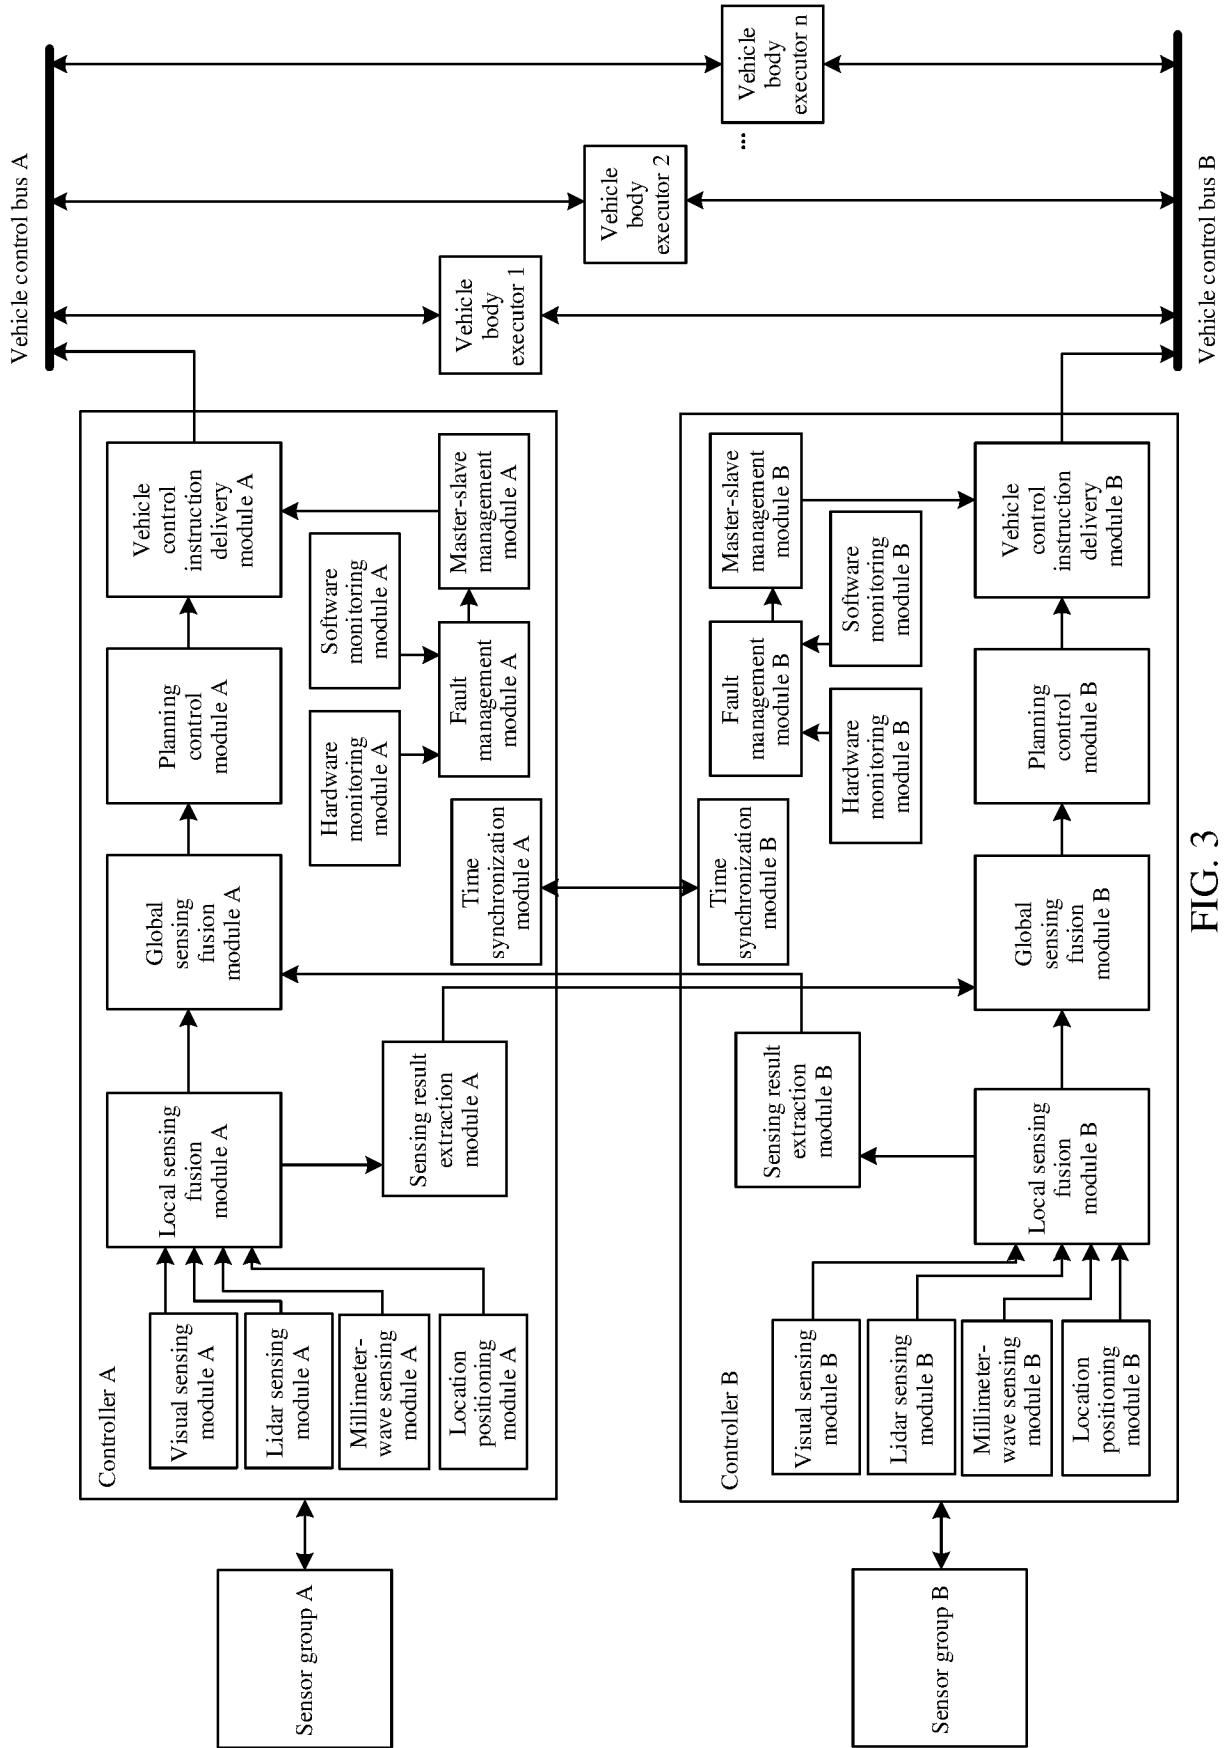 Sensor group A
Controller A
Visual sensing
module A
Lidar sensing
module A
Millimeter-
wave sensing
module A
Location
positioning
module A
Local sensing
fusion
module A
Sensing result
extraction
module A
Global
sensing
fusion
module A
Time
synchronization
module A
Planning
control
module A
Hardware
monitoring
module A
Software
monitoring
module A
Fault
management
module A
Vehicle
control
instruction
delivery
module A
Master-slave
management
module A
Vehicle control bus A
Vehicle
body
executor 1
Vehicle
body
executor 2
...
Vehicle
body
executor n
Sensor group B
Controller B
Visual sensing
module B
Lidar sensing
module B
Millimeter-
wave sensing
module B
Location
positioning
module B
Sensing result
extraction
module B
Local sensing
fusion
module B
Time
synchronization
module B
Global
sensing
fusion
module B
Fault
management
module B
Hardware
monitoring
module B
Software
monitoring
module B
Planning
control
module B
Master-slave
management
module B
Vehicle
control
instruction
delivery
module B
Vehicle control bus B
FIG. 3